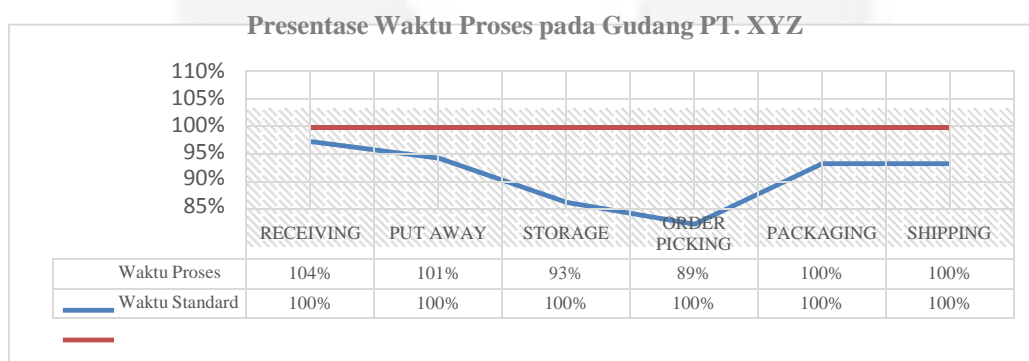 Presentase Waktu Proses pada Gudang PT. XYZ
110%
105%
100%
95%
90%
85%
RECEIVING PUT AWAY STORAGE ORDER PICKING PACKAGING SHIPPING
Waktu Proses 104% 101% 93% 89% 100% 100%
Waktu Standard 100% 100% 100% 100% 100% 100%